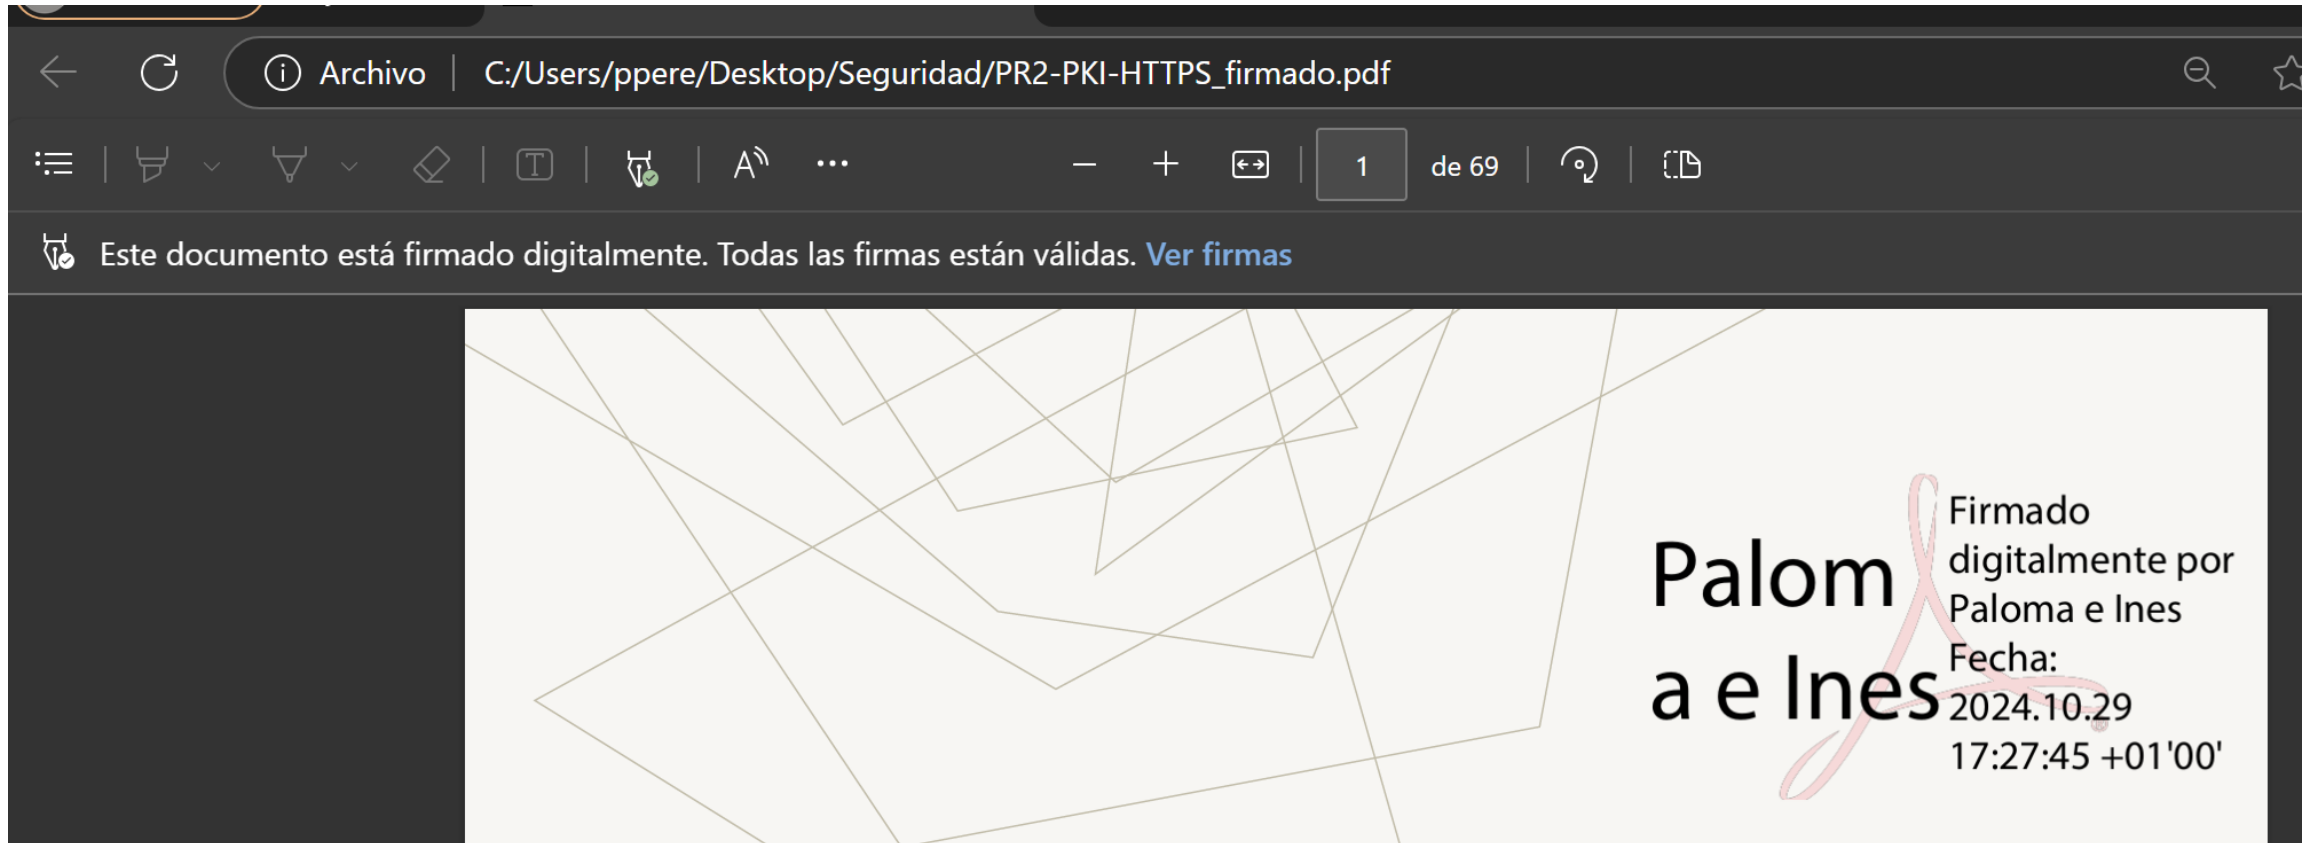 Archivo
C:/Users/ppere/Desktop/Seguridad/PR2-PKI-HTTPS_firmado.pdf
1 de 69
Este documento está firmado digitalmente. Todas las firmas están válidas. Ver firmas
Palom
a e Ines
Firmado
digitalmente por
Paloma e Ines
Fecha:
2024.10.29
17:27:45 +01'00'